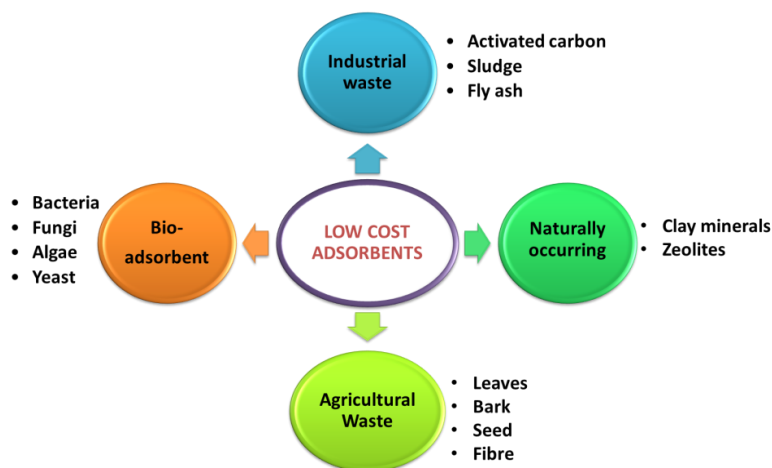 Industrial
waste
• Activated carbon
• Sludge
• Fly ash
• Bacteria
• Fungi
• Algae
• Yeast
Bio-
adsorbent
LOW COST
ADSORBENTS
Naturally
occurring
• Clay minerals
• Zeolites
Agricultural
Waste
• Leaves
• Bark
• Seed
• Fibre